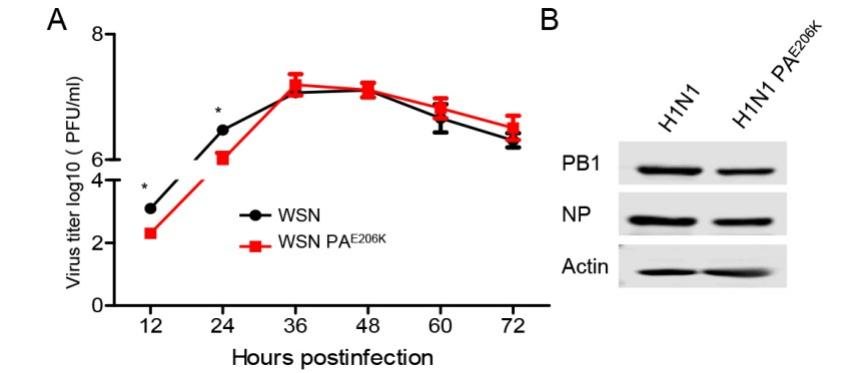 A
8
6
4
2
0
Virus titer log10 ( PFU/ml)
*
*
WSN
WSN PAE206K
12 24 36 48 60 72
Hours postinfection
B
H1N1
H1N1 PAE206K
PB1
NP
Actin